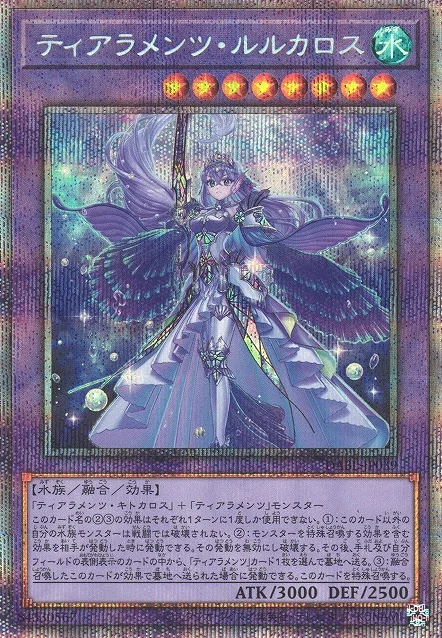 ティアラメンツ・ルルカロス 水
【水族／融合／効果】
「ティアラメンツ・キトカロス」＋「ティアラメンツ」モンスター
このカード名の②③の効果はそれぞれ1ターンに1度しか使用できない。①：このカード以外の
自分の水族モンスターは戦闘では破壊されない。②：モンスターを特殊召喚する効果を含む
効果を相手が発動した時に発動できる。その発動を無効にし破壊する。その後、手札及び自分
フィールドの表側表示のカードの中から、「ティアラメンツ」カード1枚を選んで墓地へ送る。③：融合
召喚したこのカードが効果で墓地へ送られた場合に発動できる。このカードを特殊召喚する。
ATK/3000 DEF/2500
KONAMI